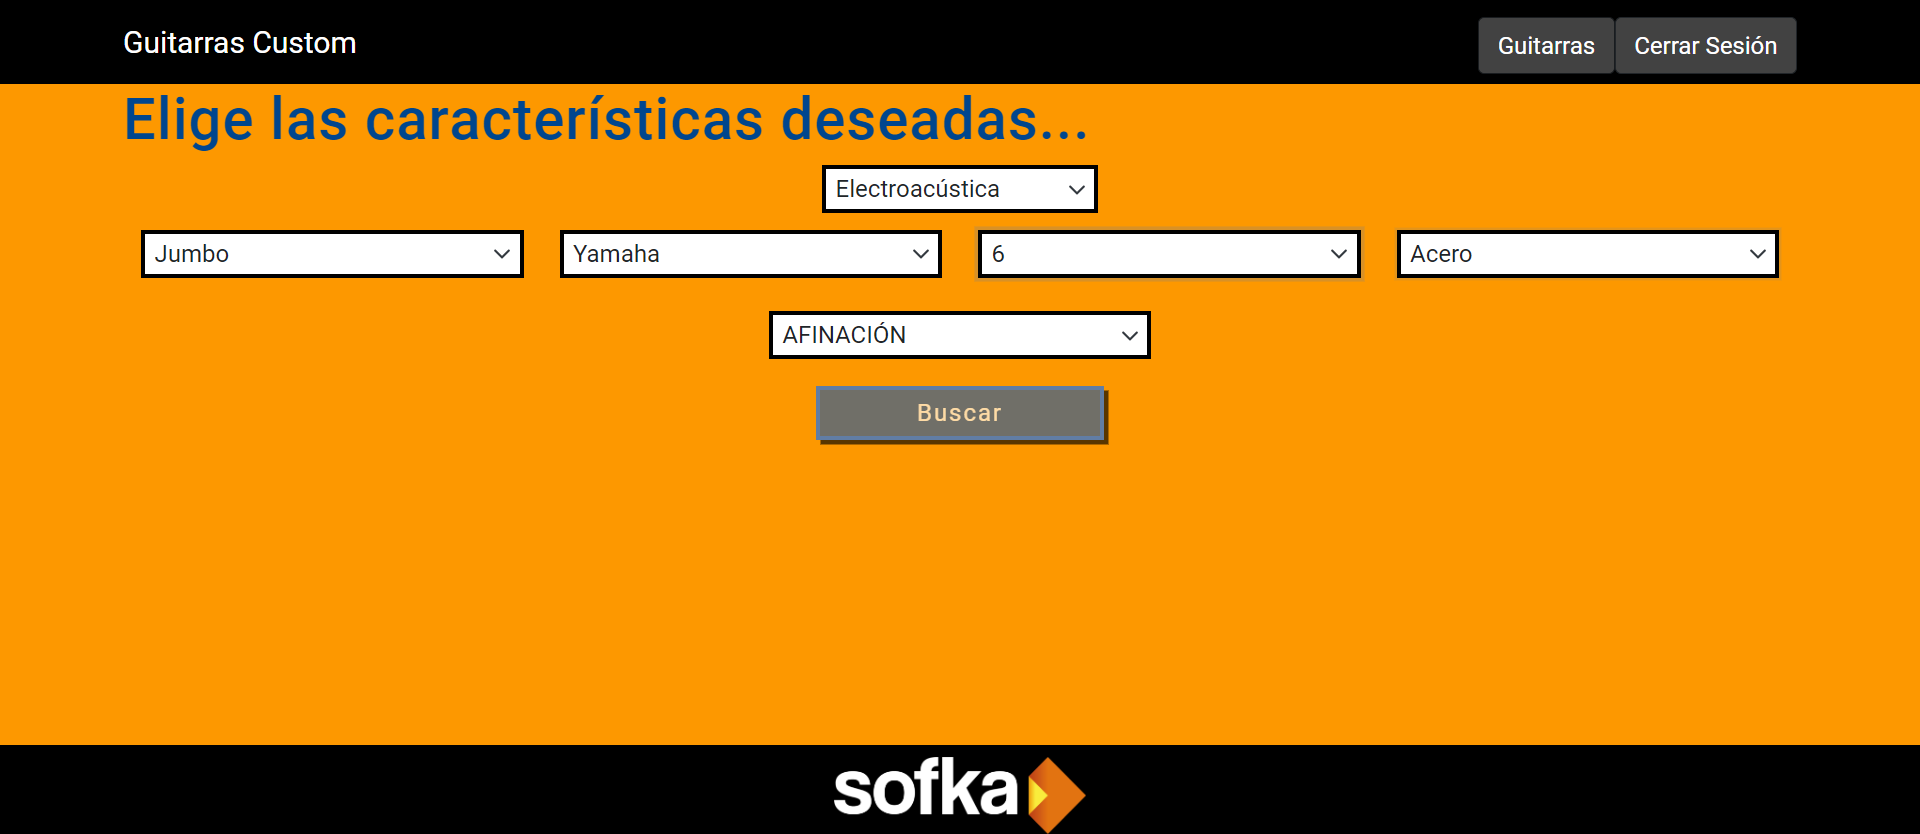 Guitarras Custom
Guitarras
Cerrar Sesión
Elige las características deseadas...
Electroacústica
Jumbo
Yamaha
6
Acero
AFINACIÓN
Buscar
sofka